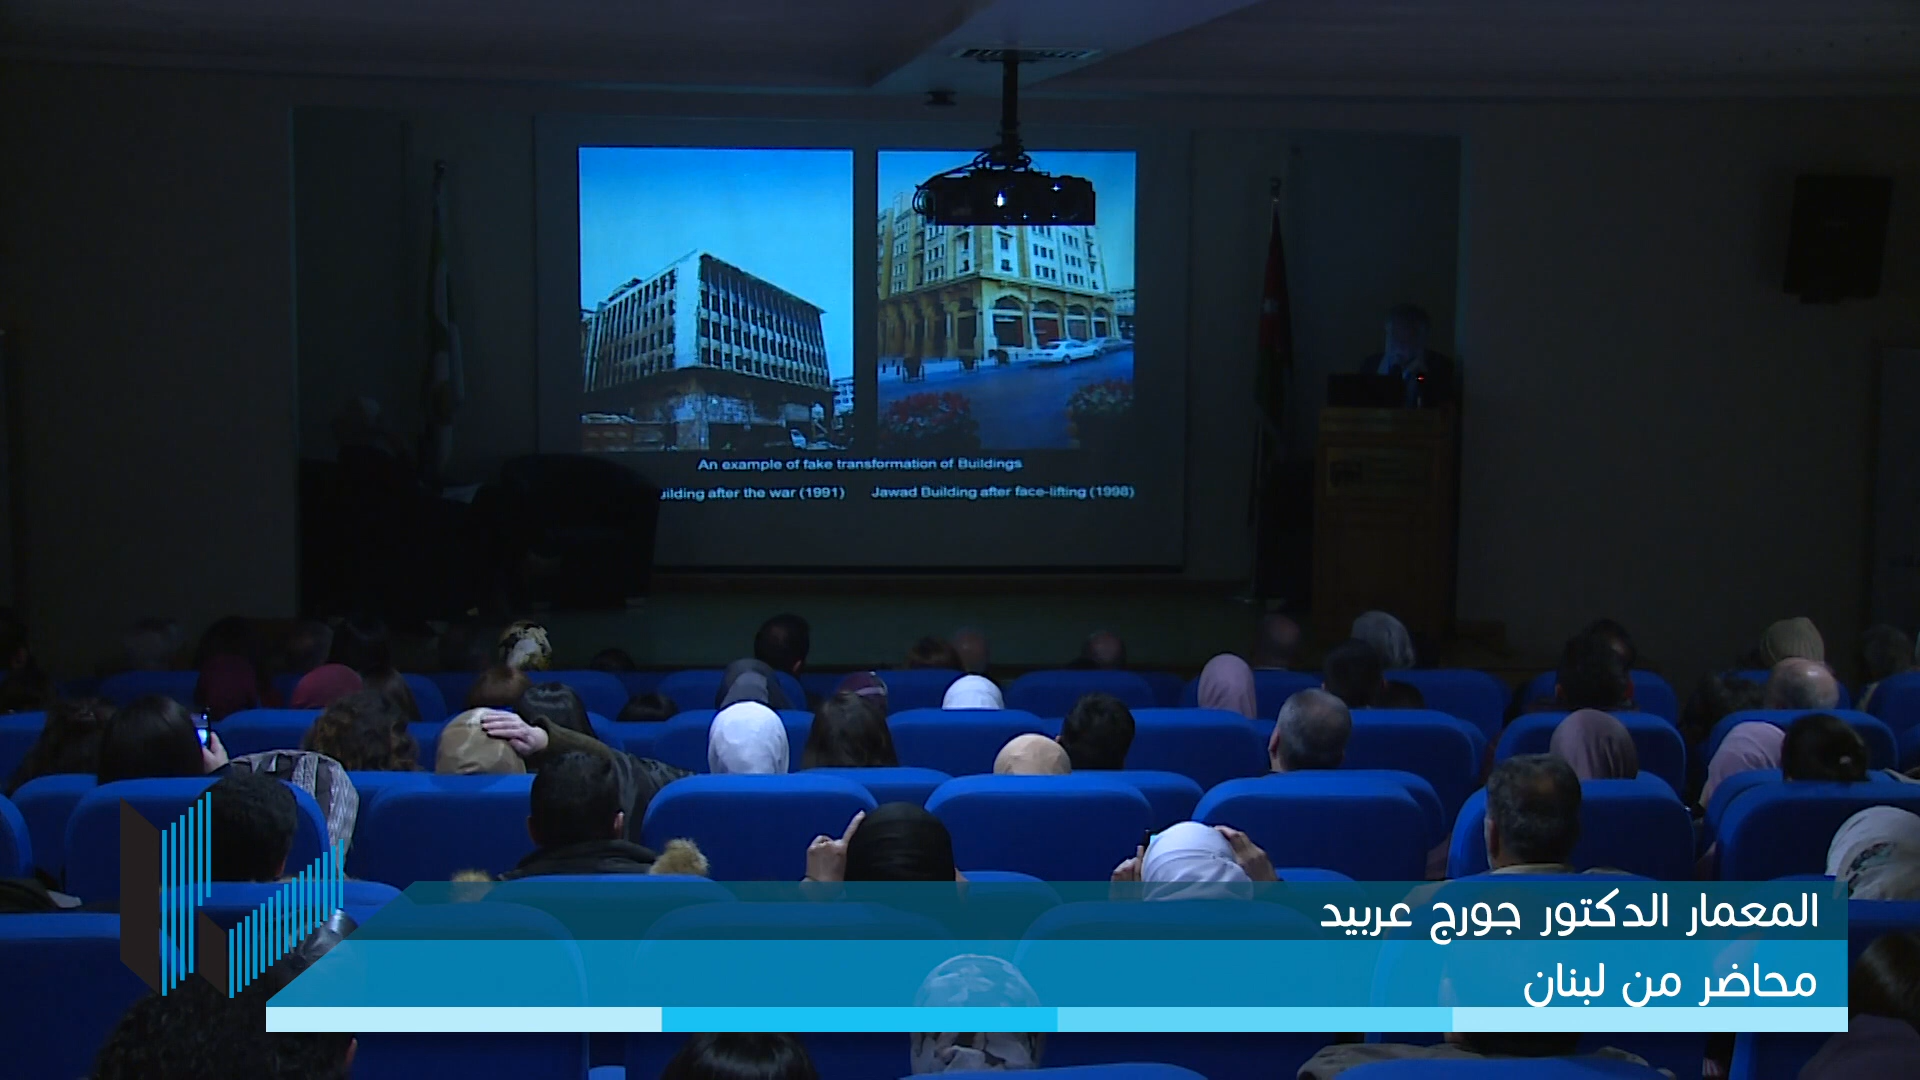 An example of fake transformation of Buildings
after the war (1991) Jawad Building after face-lifting (1998)
المعمار الدكتور جورج عربيد
محاضر من لبنان